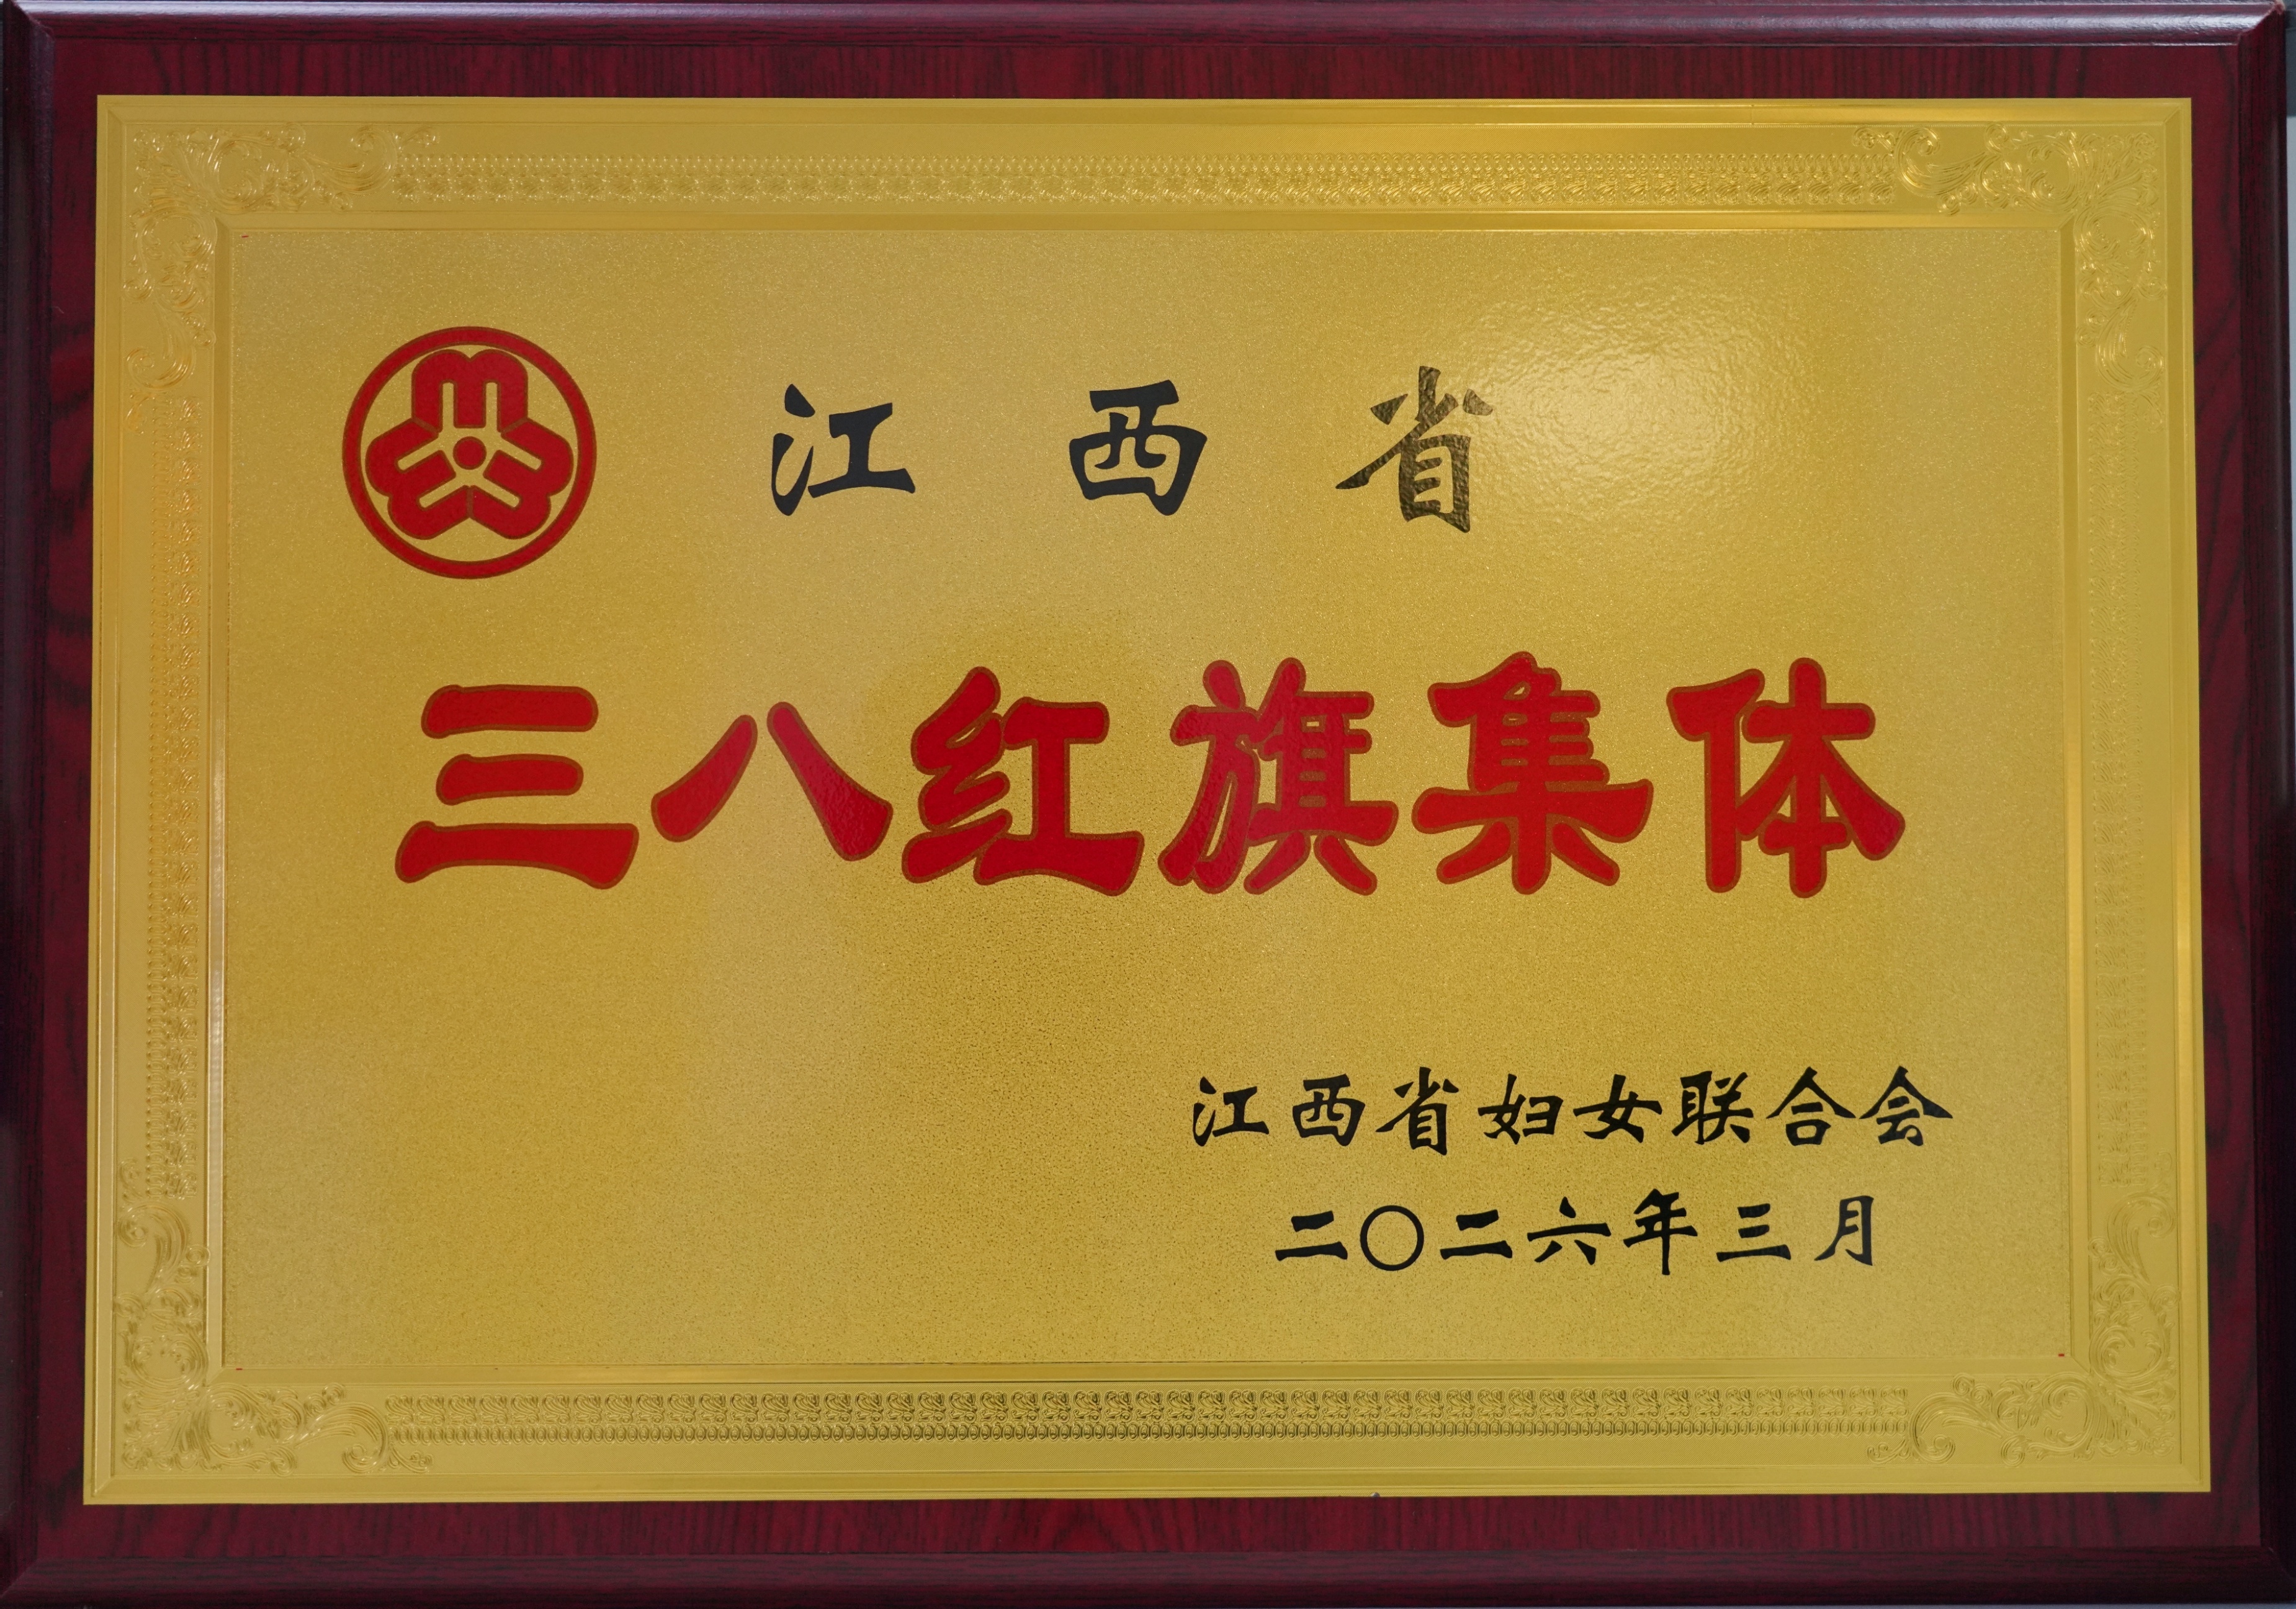 江西省
三八红旗集体
江西省妇女联合会
二〇二六年三月